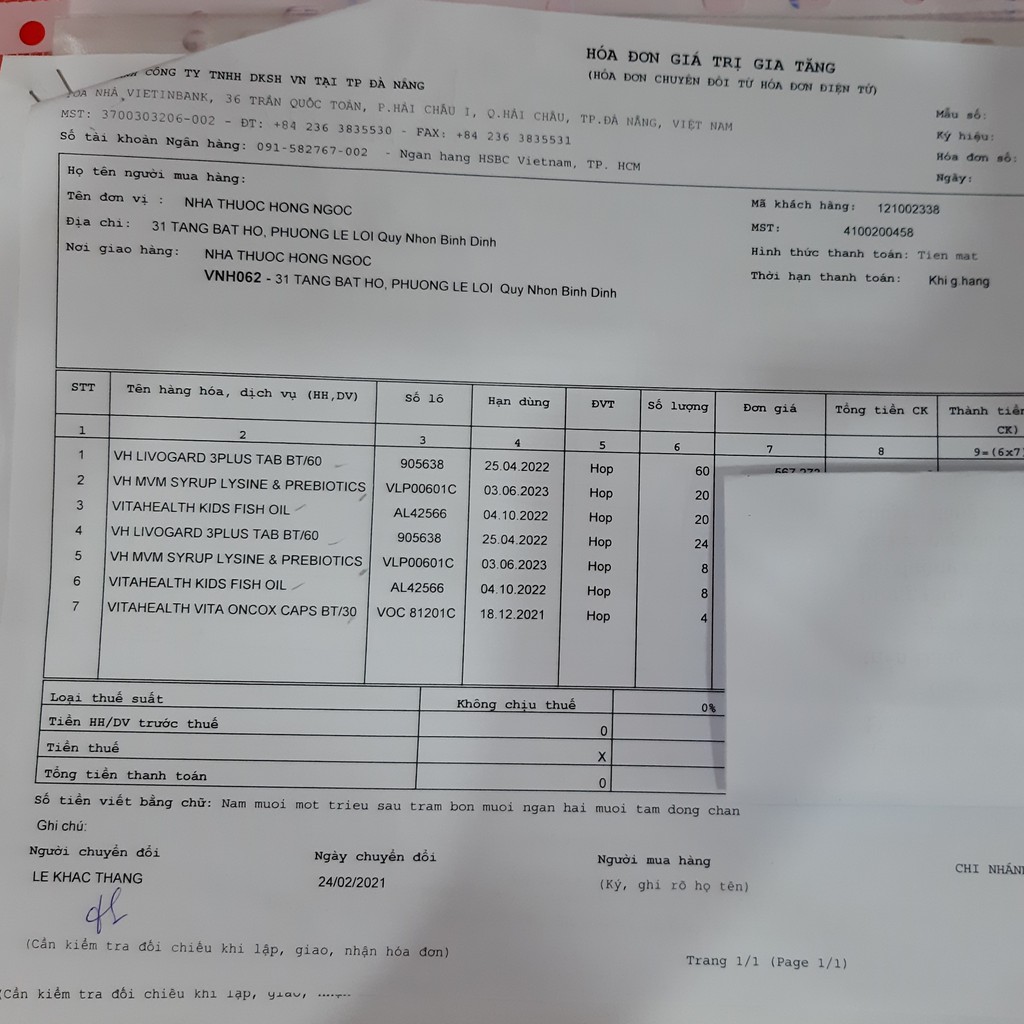 HÓA ĐƠN GIÁ TRỊ GIA TĂNG
(HÓA ĐƠN CHUYỂN ĐỔI TỪ HÓA ĐƠN ĐIỆN TỬ)
CÔNG TY TNHH DKSH VN TẠI TP ĐÀ NẴNG
NHÀ VIETINBANK, 36 TRẦN QUỐC TOẢN, P.HẢI CHÂU I, Q.HẢI CHÂU, TP.ĐÀ NẴNG, VIỆT NAM
MST: 3700303206-002 - ĐT: +84 236 3835530 - FAX: +84 236 3835531
Số tài khoản Ngân hàng: 091-582767-002 - Ngan hang HSBC Vietnam, TP. HCM
Mẫu số:
Ký hiệu:
Hóa đơn số:
Ngày:
Họ tên người mua hàng:
Tên đơn vị : NHA THUOC HONG NGOC
Địa chỉ: 31 TANG BAT HO, PHUONG LE LOI Quy Nhon Binh Dinh
Nơi giao hàng: NHA THUOC HONG NGOC
VNH062 - 31 TANG BAT HO, PHUONG LE LOI Quy Nhon Binh Dinh
Mã khách hàng: 121002338
MST: 4100200458
Hình thức thanh toán: Tien mat
Thời hạn thanh toán: Khi g.hang
STT Tên hàng hóa, dịch vụ (HH,DV) Số lô Hạn dùng ĐVT Số lượng Đơn giá Tổng tiền CK Thành tiền
CK)
1 2 3 4 5 6 7 8 9=(6x7)
1 VH LIVOGARD 3PLUS TAB BT/60 905638 25.04.2022 Hop 60
2 VH MVM SYRUP LYSINE & PREBIOTICS VLP00601C 03.06.2023 Hop 20
3 VITAHEALTH KIDS FISH OIL AL42566 04.10.2022 Hop 20
4 VH LIVOGARD 3PLUS TAB BT/60 905638 25.04.2022 Hop 24
5 VH MVM SYRUP LYSINE & PREBIOTICS VLP00601C 03.06.2023 Hop 8
6 VITAHEALTH KIDS FISH OIL AL42566 04.10.2022 Hop 8
7 VITAHEALTH VITA ONCOX CAPS BT/30 VOC 81201C 18.12.2021 Hop 4
Loại thuế suất Không chịu thuế 0%
Tiền HH/DV trước thuế 0
Tiền thuế X
Tổng tiền thanh toán 0
Số tiền viết bằng chữ: Nam muoi mot trieu sau tram bon muoi ngan hai muoi tam dong chan
Ghi chú:
Người chuyển đổi Ngày chuyển đổi Người mua hàng CHI NHÁNH
LE KHAC THANG 24/02/2021 (Ký, ghi rõ họ tên)
(Cần kiểm tra đối chiếu khi lập, giao, nhận hóa đơn)
Trang 1/1 (Page 1/1)
(Cần kiểm tra đối chiếu khi lập, giao,